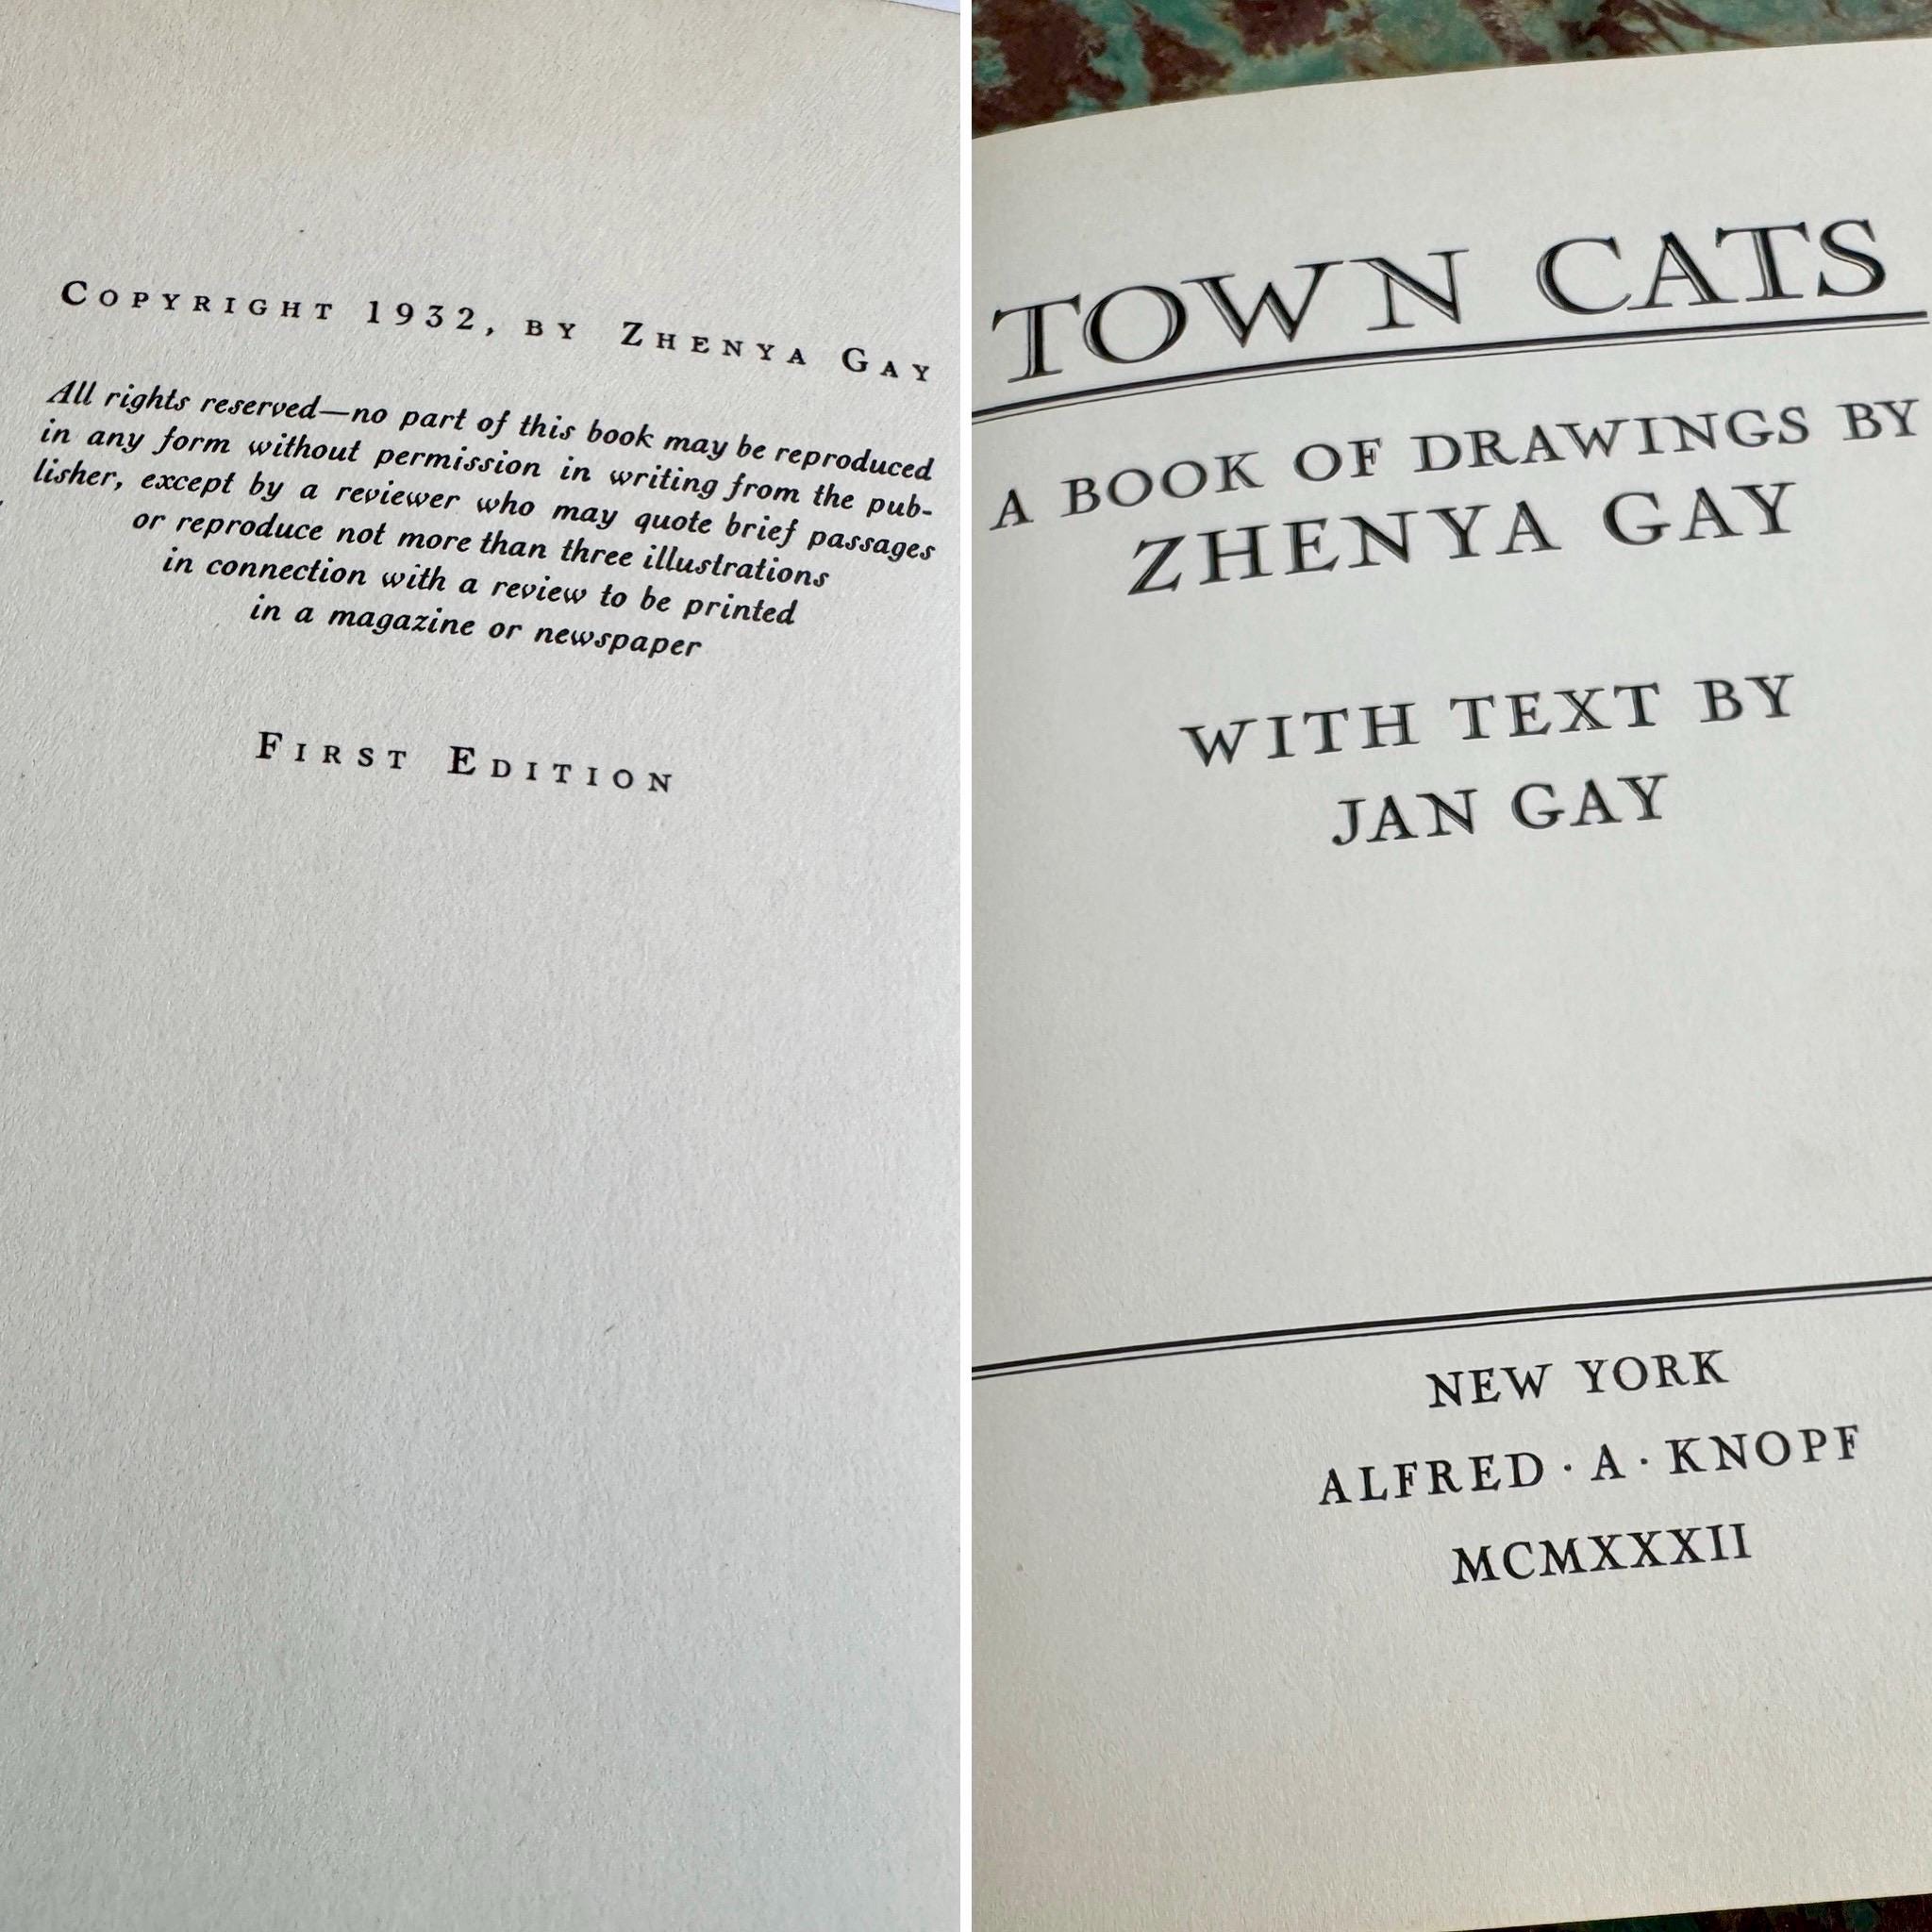 Copyright 1932, by Zhenya Gay
All rights reserved—no part of this book may be reproduced
in any form without permission in writing from the pub-
lisher, except by a reviewer who may quote brief passages
or reproduce not more than three illustrations
in connection with a review to be printed
in a magazine or newspaper
First Edition
TOWN CATS
A BOOK OF DRAWINGS BY
ZHENYA GAY
WITH TEXT BY
JAN GAY
NEW YORK
ALFRED · A · KNOPF
MCMXXXII